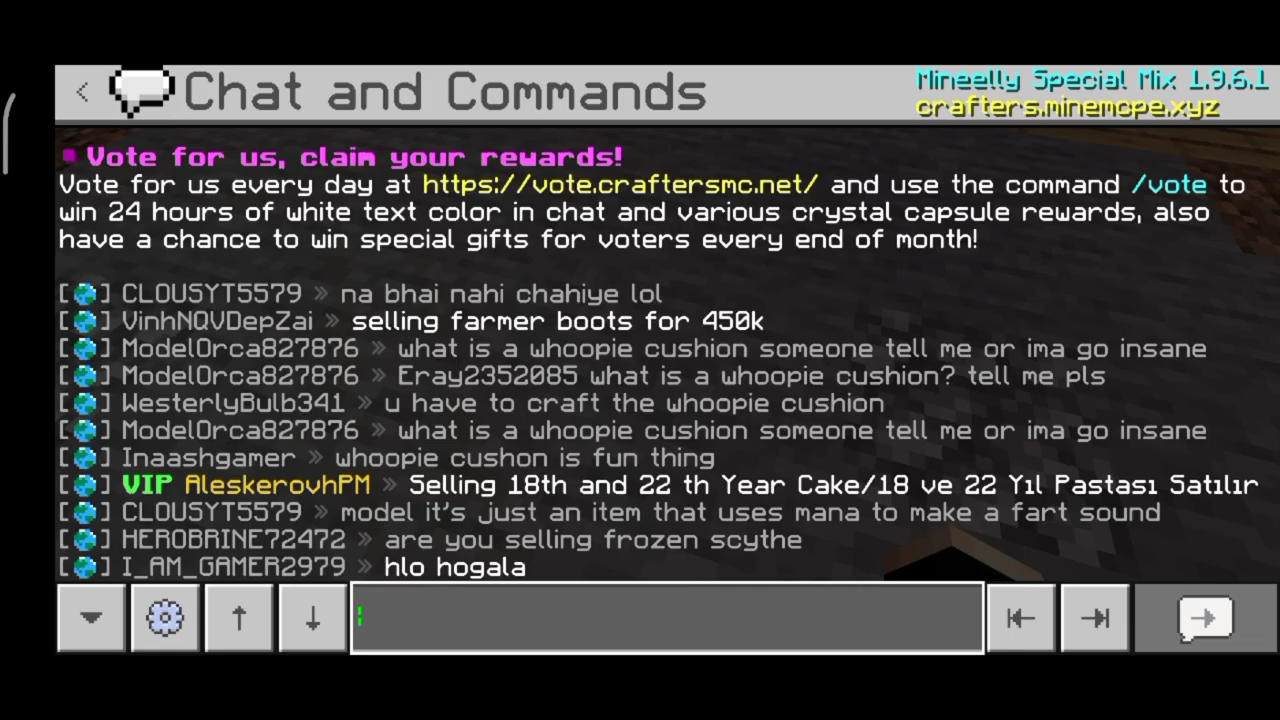 Chat and Commands
Mineelly Special Mix 1.9.6.1
crafters.minemcpe.xyz
Vote for us, claim your rewards!
Vote for us every day at https://vote.craftersmc.net/ and use the command /vote to
win 24 hours of white text color in chat and various crystal capsule rewards, also
have a chance to win special gifts for voters every end of month!
[ ] CLOUSYT5579 » na bhai nahi chahiye lol
[ ] VinhNQVDepZai » selling farmer boots for 450k
[ ] ModelOrca827876 » what is a whoopie cushion someone tell me or ima go insane
[ ] ModelOrca827876 » Eray2352085 what is a whoopie cushion? tell me pls
[ ] WesterlyBulb341 » u have to craft the whoopie cushion
[ ] ModelOrca827876 » what is a whoopie cushion someone tell me or ima go insane
[ ] Inaashgamer » whoopie cushon is fun thing
[ ] VIP AleskerovhPM » Selling 18th and 22 th Year Cake/18 ve 22 Yıl Pastası Satılır
[ ] CLOUSYT5579 » model it's just an item that uses mana to make a fart sound
[ ] HEROBRINE72472 » are you selling frozen scythe
[ ] I_AM_GAMER2979 » hlo hogala